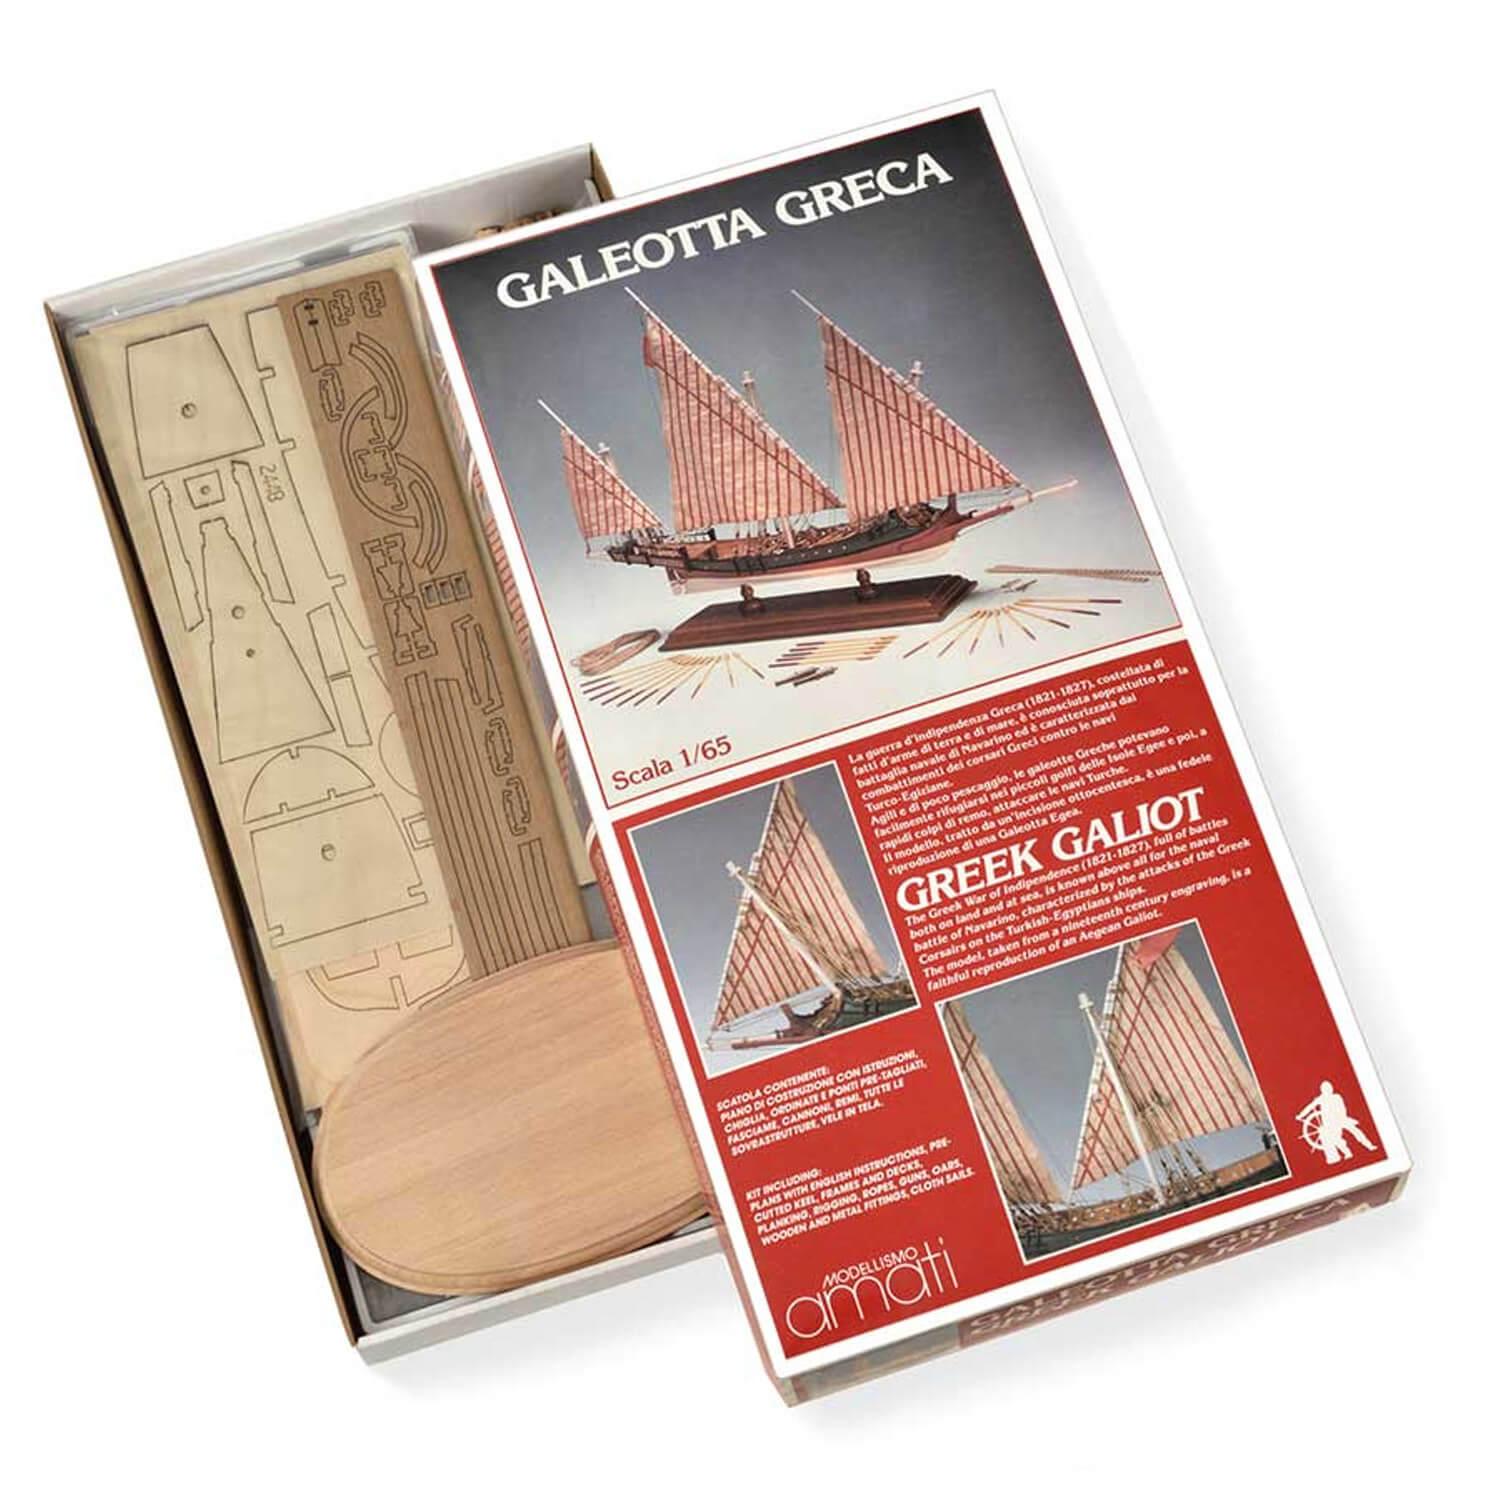 GALEOTTA GRECA
Scala 1/65
La guerra d'Indipendenza Greca (1821-1827), costellata di
fatti d'arme di terra e di mare, è conosciuta soprattutto per la
battaglia navale di Navarino ed è caratterizzata dai
combattimenti dei corsari Greci contro le navi
Turco-Egiziane.
Agili e di poco pescaggio, le galeotte Greche potevano
facilmente rifugiarsi nei piccoli golfi delle Isole Egee e poi, a
rapidi colpi di remo, attaccare le navi Turche.
Il modello, tratto da un'incisione ottocentesca, è una fedele
riproduzione di una Galeotta Egea.
GREEK GALIOT
The Greek War of Indipendence (1821-1827), full of battles
both on land and at sea, is known above all for the naval
battle of Navarino, characterized by the attacks of the Greek
Corsairs on the Turkish-Egyptians ships.
The model, taken from a nineteenth century engraving, is a
faithful reproduction of an Aegean Galiot.
SCATOLA CONTENENTE:
PIANO DI COSTRUZIONE CON ISTRUZIONI,
CHIGLIA, ORDINATE E PONTI PRE-TAGLIATI,
FASCIAME, CANNONI, REMI, TUTTE LE
SOVRASTRUTTURE, VELE IN TELA.
KIT INCLUDING:
PLANS WITH ENGLISH INSTRUCTIONS, PRE-
CUTTED KEEL, FRAMES AND DECKS,
PLANKING, RIGGING, ROPES, GUNS, OARS,
WOODEN AND METAL FITTINGS, CLOTH SAILS.
MODELLISMO
amati
GALEOTTA GRECA
GREEK GALIOT